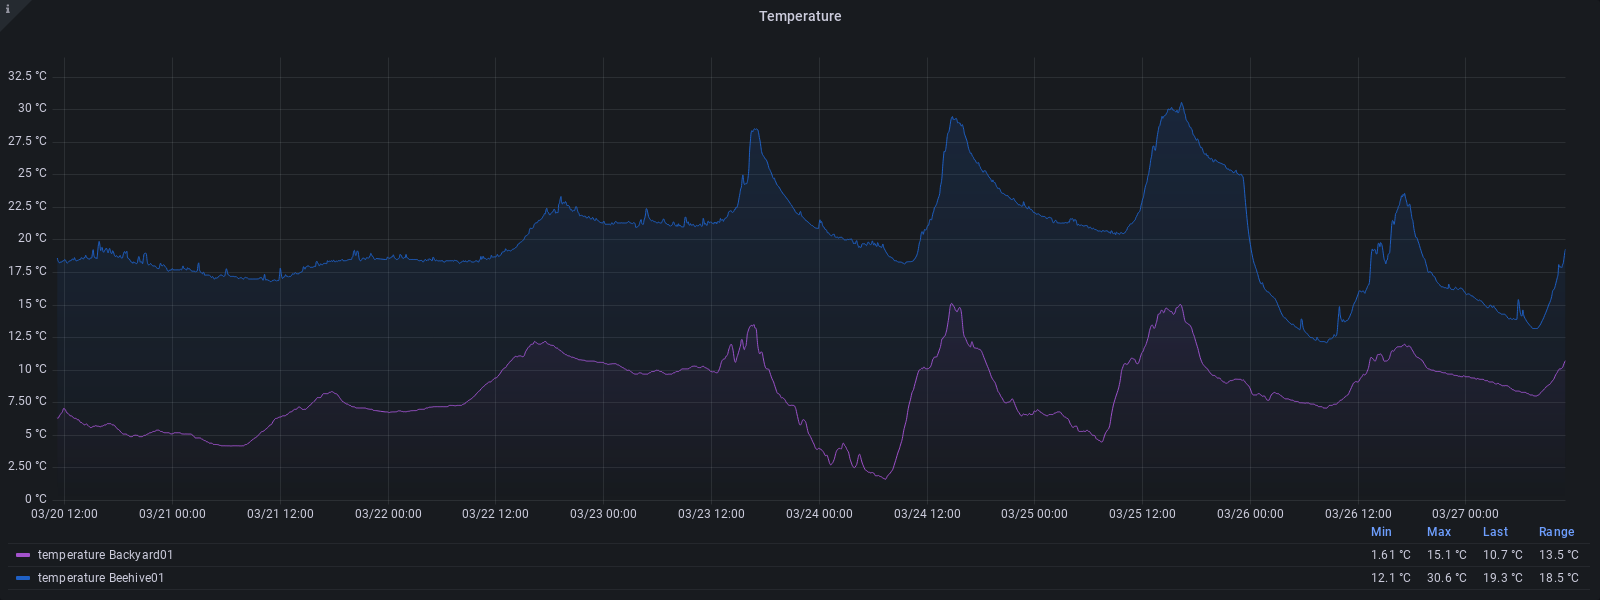 i
Temperature
32.5 °C
30 °C
27.5 °C
25 °C
22.5 °C
20 °C
17.5 °C
15 °C
12.5 °C
10 °C
7.50 °C
5 °C
2.50 °C
0 °C
03/20 12:00 03/21 00:00 03/21 12:00 03/22 00:00 03/22 12:00 03/23 00:00 03/23 12:00 03/24 00:00 03/24 12:00 03/25 00:00 03/25 12:00 03/26 00:00 03/26 12:00 03/27 00:00
Min Max Last Range
temperature Backyard01 1.61 °C 15.1 °C 10.7 °C 13.5 °C
temperature Beehive01 12.1 °C 30.6 °C 19.3 °C 18.5 °C